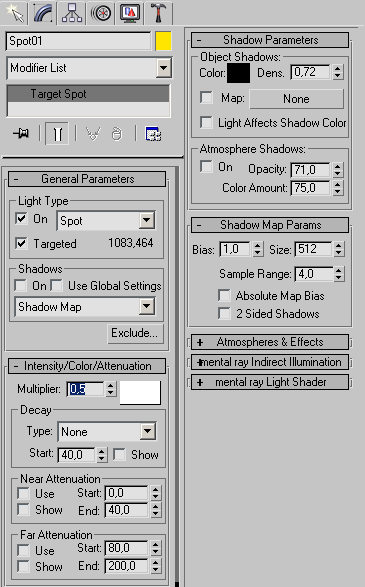 Spot01
Modifier List
Target Spot
- General Parameters
Light Type
On Spot
Targeted 1083,464
Shadows
On Use Global Settings
Shadow Map
Exclude...
- Intensity/Color/Attenuation
Multiplier: 0,5
Decay
Type: None
Start: 40,0 Show
Near Attenuation
Use Start: 0,0
Show End: 40,0
Far Attenuation
Use Start: 80,0
Show End: 200,0
- Shadow Parameters
Object Shadows:
Color: Dens. 0,72
Map: None
Light Affects Shadow Color
Atmosphere Shadows:
On Opacity: 71,0
Color Amount: 75,0
- Shadow Map Params
Bias: 1,0 Size: 512
Sample Range: 4,0
Absolute Map Bias
2 Sided Shadows
+ Atmospheres & Effects
+ mental ray Indirect Illumination
+ mental ray Light Shader